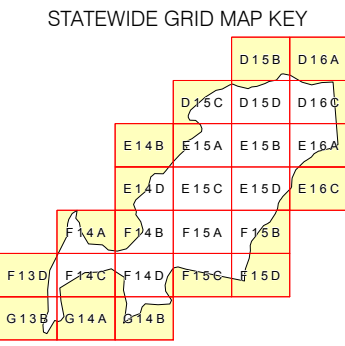 STATEWIDE GRID MAP KEY
D15B D16A
D15C D15D D16C
E14B E15A E15B E16A
E14D E15C E15D E16C
F14A F14B F15A F15B
F13D F14C F14D F15C F15D
G13B G14A G14B